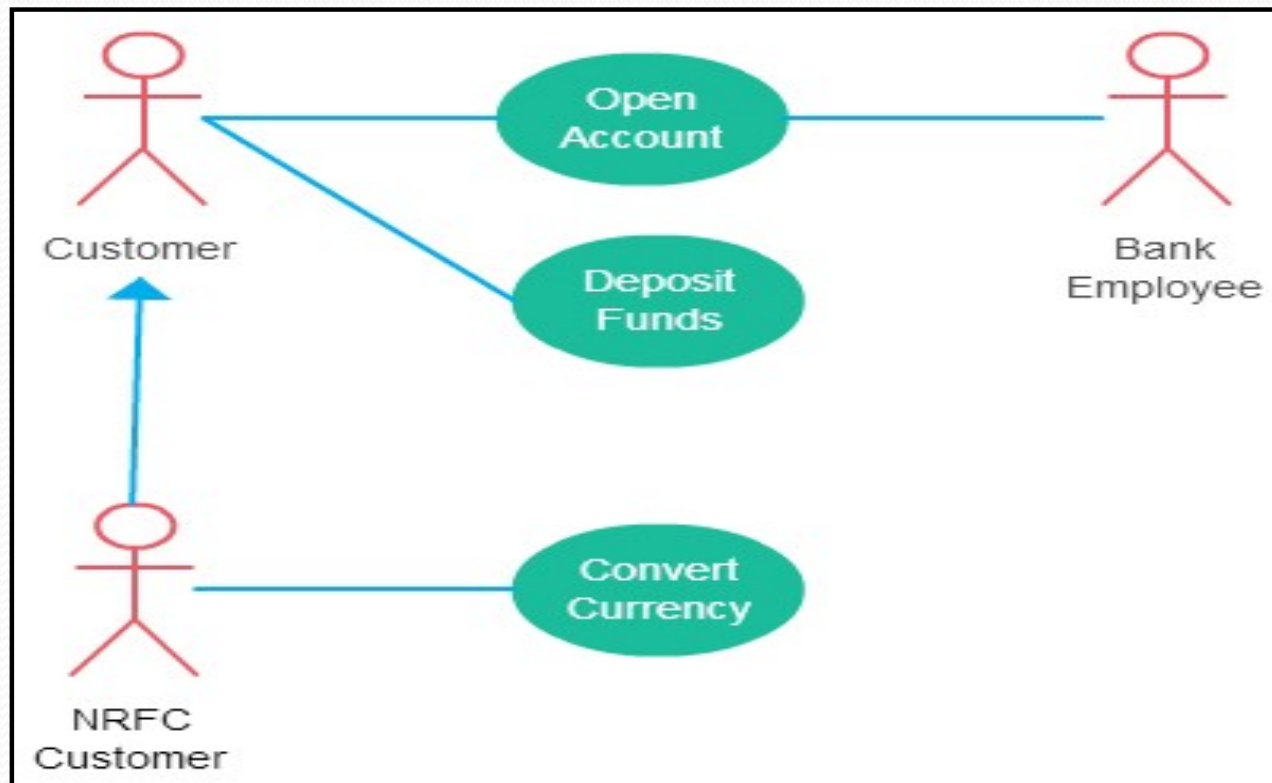 Open
Account
Customer
Bank
Employee
Deposit
Funds
Convert
Currency
NRFC
Customer